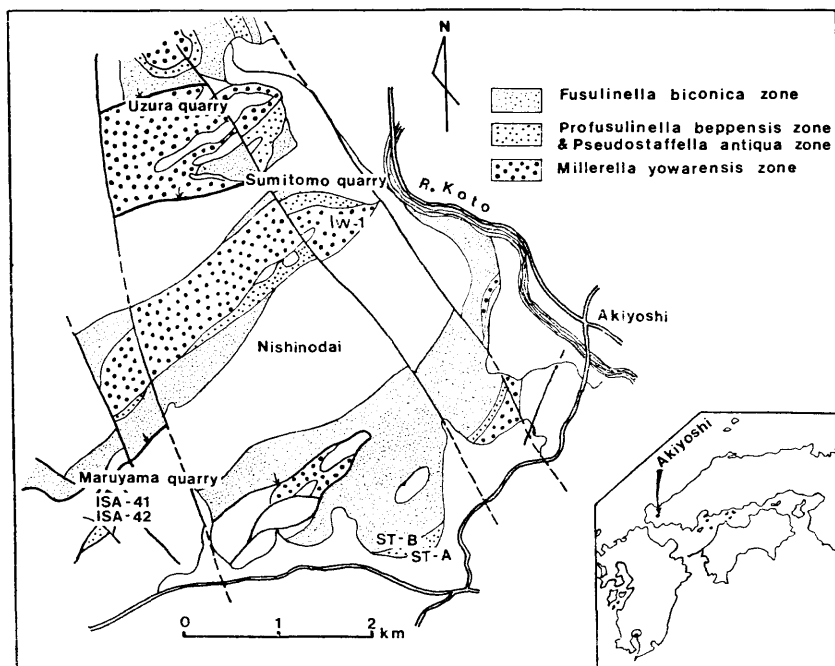 N
Fusulinella biconica zone
Profusulinella beppensis zone
& Pseudostaffella antiqua zone
Millerella yowarensis zone
Uzura quarry
Sumitomo quarry
IW-1
R. Koto
Akiyoshi
Nishinodai
Maruyama quarry
ISA-41
ISA-42
ST-B
ST-A
0 1 2
km
Akiyoshi